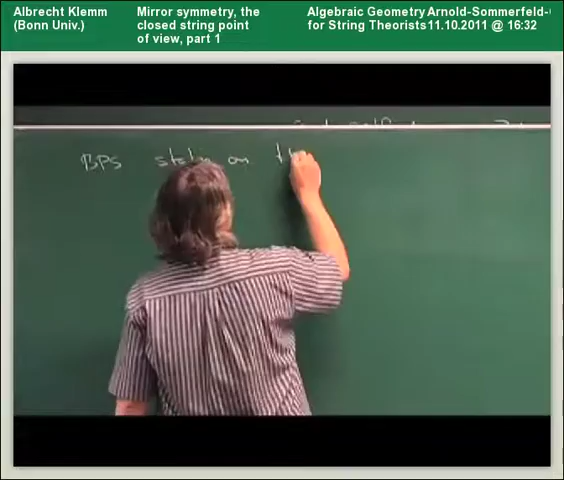 Albrecht Klemm
(Bonn Univ.)
Mirror symmetry, the
closed string point
of view, part 1
Algebraic Geometry Arnold-Sommerfeld-
for String Theorists 11.10.2011 @ 16:32
BPS on